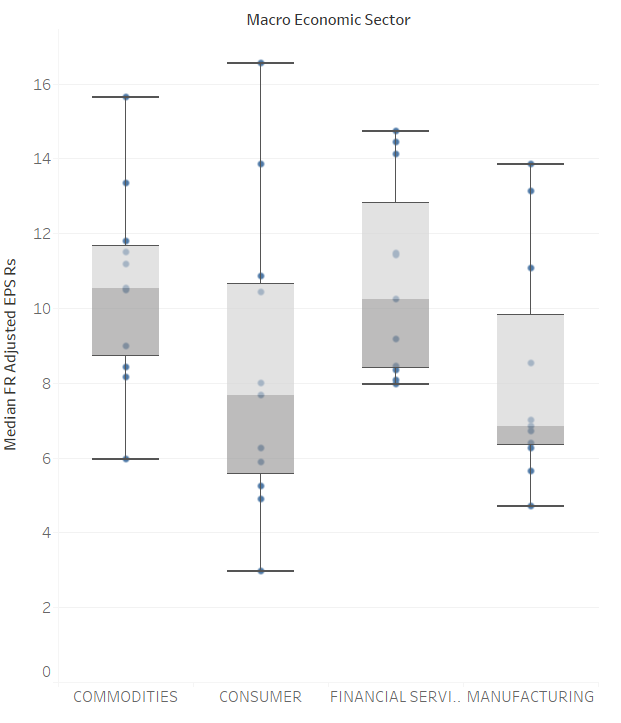 Macro Economic Sector
Median FR Adjusted EPS Rs
16
14
12
10
8
6
4
2
0
COMMODITIES
CONSUMER
FINANCIAL SERVI..
MANUFACTURING